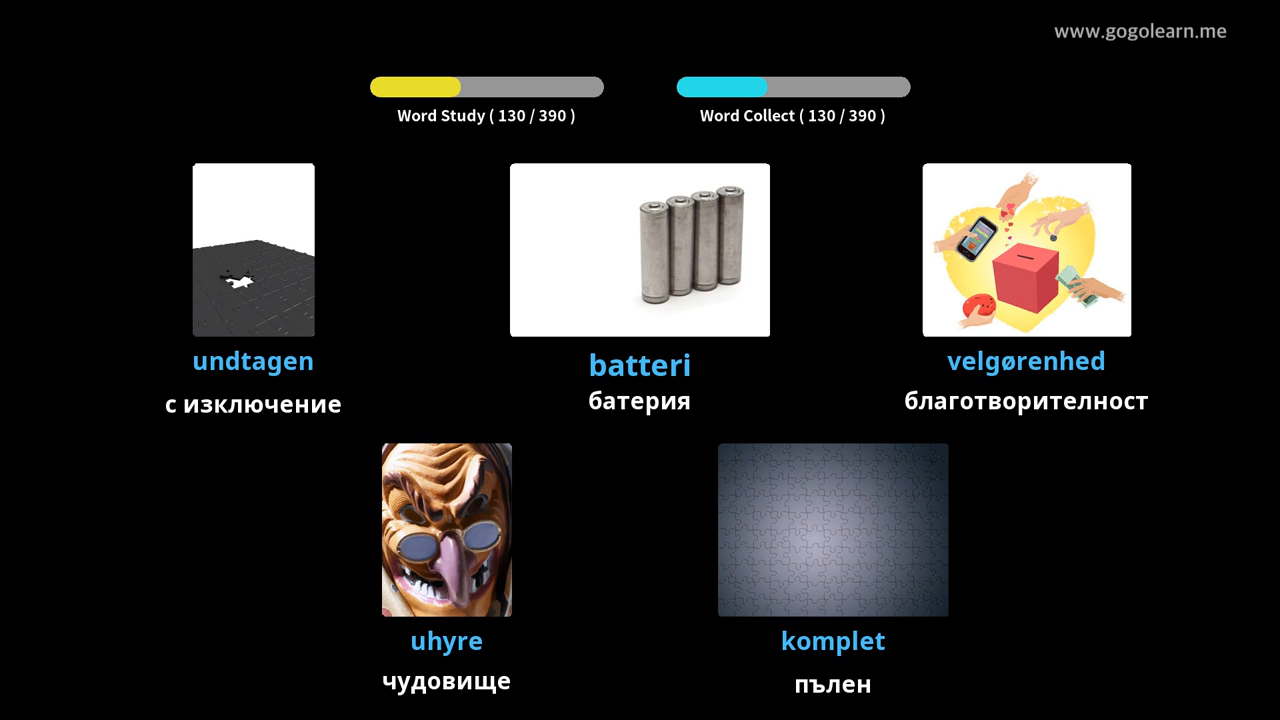 www.gogolearn.me
Word Study ( 130 / 390 )
Word Collect ( 130 / 390 )
undtagen
batteri
velgørenhed
с изключение
батерия
благотворителност
uhyre
komplet
чудовище
пълен